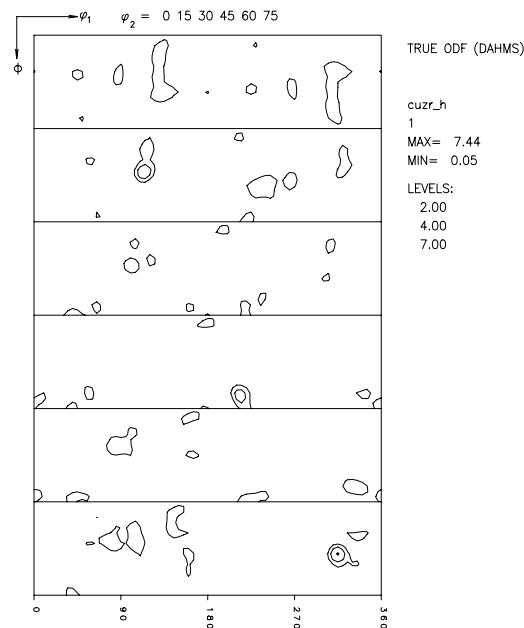 φ1 φ2 = 0 15 30 45 60 75
Φ
TRUE ODF (DAHMS)
cuzr_h
1
MAX= 7.44
MIN= 0.05
LEVELS:
2.00
4.00
7.00
0 90 180 270 360